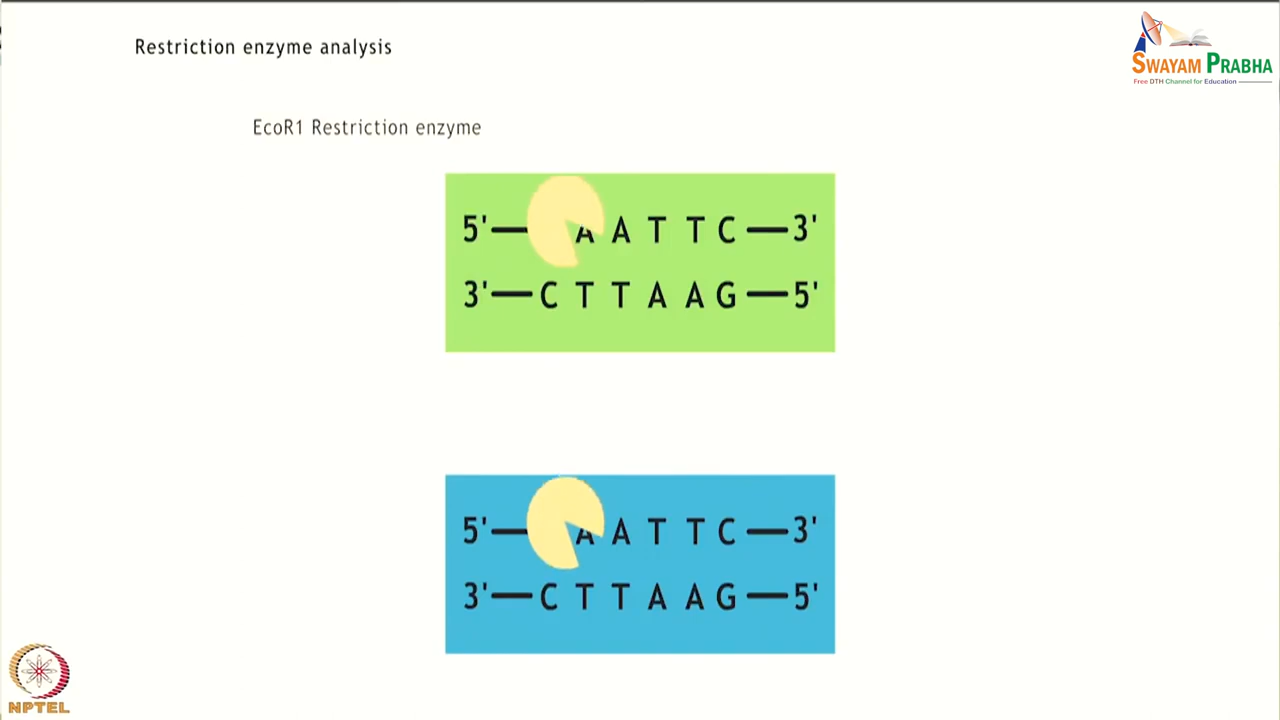 Restriction enzyme analysis
SWAYAM PRABHA
Free DTH Channel for Education
EcoR1 Restriction enzyme
5'— A A T T C —3'
3'— C T T A A G —5'
5'— A A T T C —3'
3'— C T T A A G —5'
NPTEL